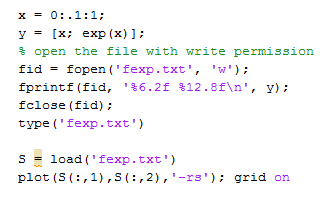 x = 0:.1:1;
y = [x; exp(x)];
% open the file with write permission
fid = fopen('fexp.txt', 'w');
fprintf(fid, '%6.2f %12.8f\n', y);
fclose(fid);
type('fexp.txt')
S = load('fexp.txt')
plot(S(:,1),S(:,2),'-rs'); grid on